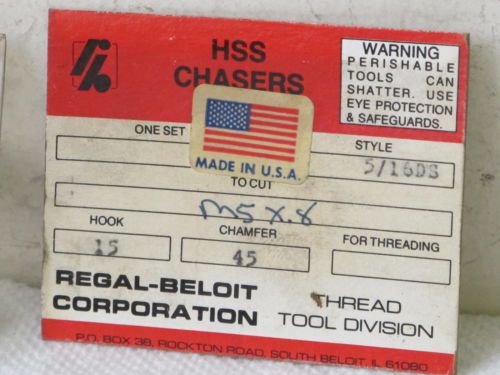 HSS
CHASERS
WARNING
PERISHABLE
TOOLS CAN
SHATTER. USE
EYE PROTECTION
& SAFEGUARDS.
ONE SET
STYLE
5/16DS
MADE IN U.S.A.
TO CUT
M5 X .8
HOOK
CHAMFER
FOR THREADING
15
45
REGAL-BELOIT
CORPORATION
THREAD
TOOL DIVISION
P.O. BOX 38, ROCKTON ROAD, SOUTH BELOIT, IL 61080